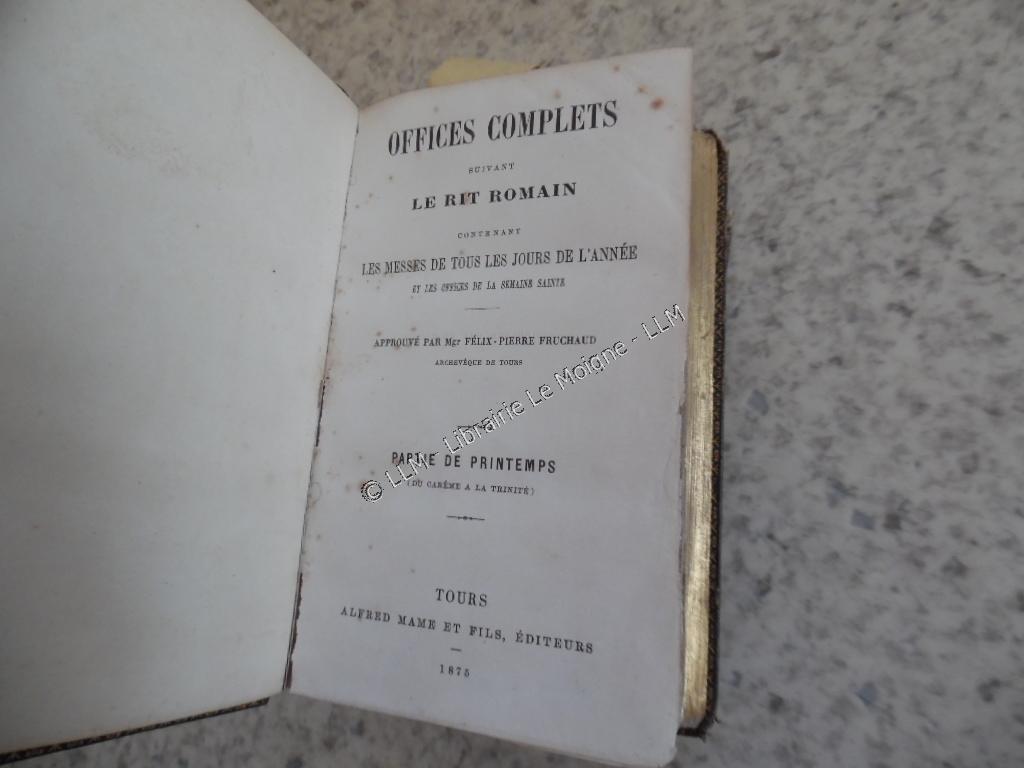 OFFICES COMPLETS
SUIVANT
LE RIT ROMAIN
CONTENANT
LES MESSES DE TOUS LES JOURS DE L'ANNÉE
ET LES OFFICES DE LA SEMAINE SAINTE
APPROUVÉ PAR Mgr FÉLIX-PIERRE FRUCHAUD
ARCHEVÊQUE DE TOURS
© LLM - Librairie Le Moigne - LLM
PARTIE DE PRINTEMPS
(DU CARÊME A LA TRINITÉ)
TOURS
ALFRED MAME ET FILS, ÉDITEURS
1875